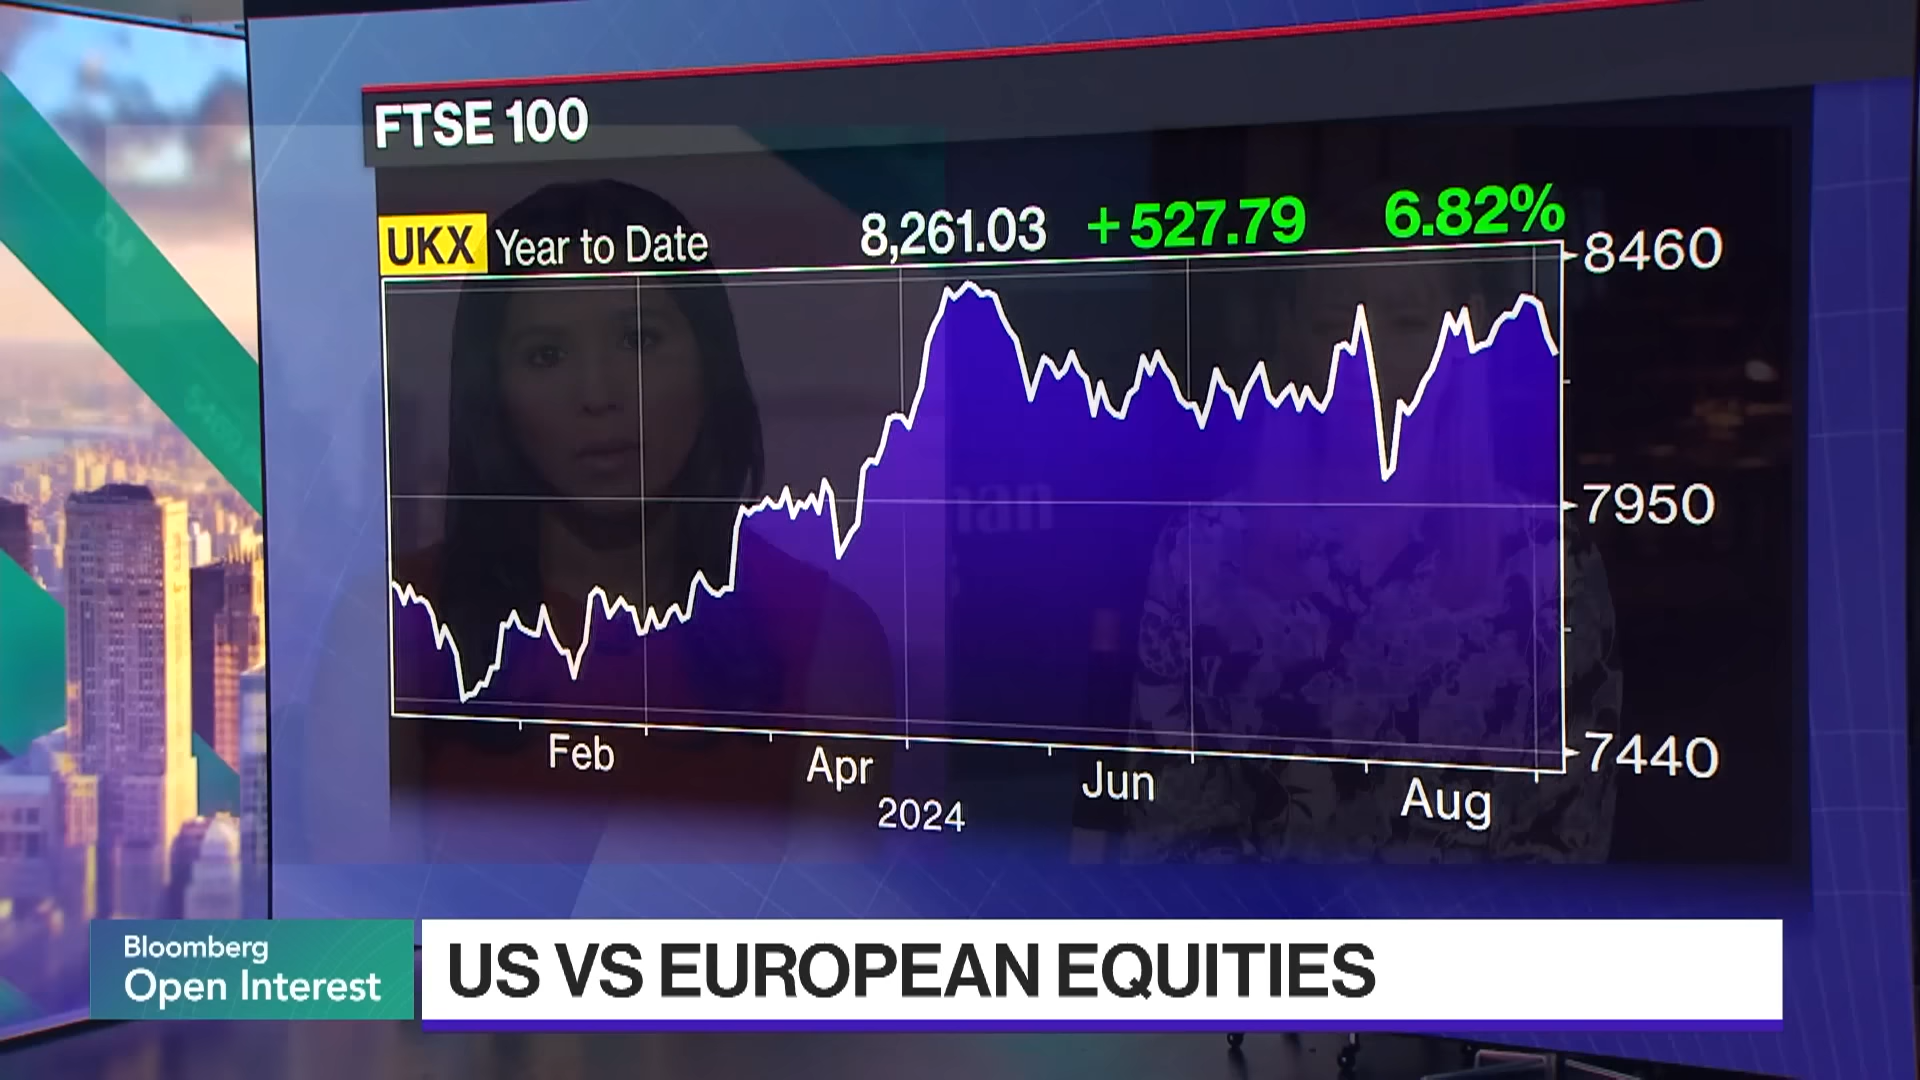 FTSE 100
UKX Year to Date 8,261.03 +527.79 6.82%
8460
7950
7440
Feb Apr Jun Aug
2024
Bloomberg
Open Interest
US VS EUROPEAN EQUITIES